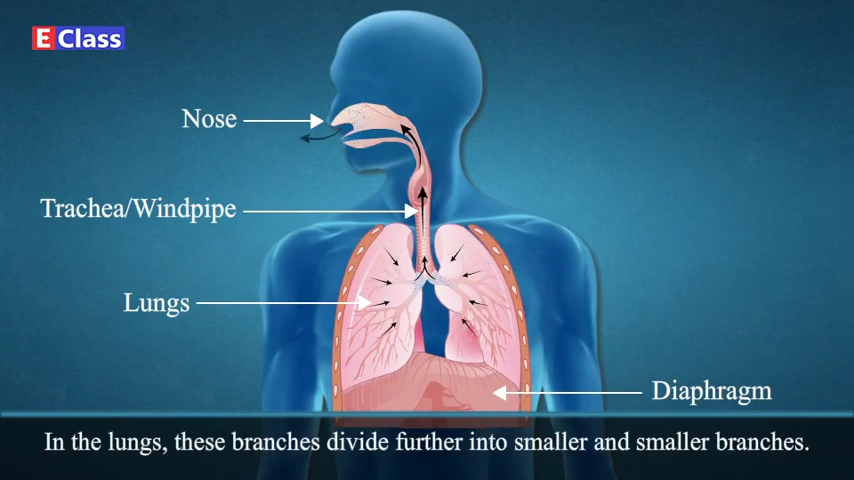 E Class
Nose
Trachea/Windpipe
Lungs
Diaphragm
In the lungs, these branches divide further into smaller and smaller branches.